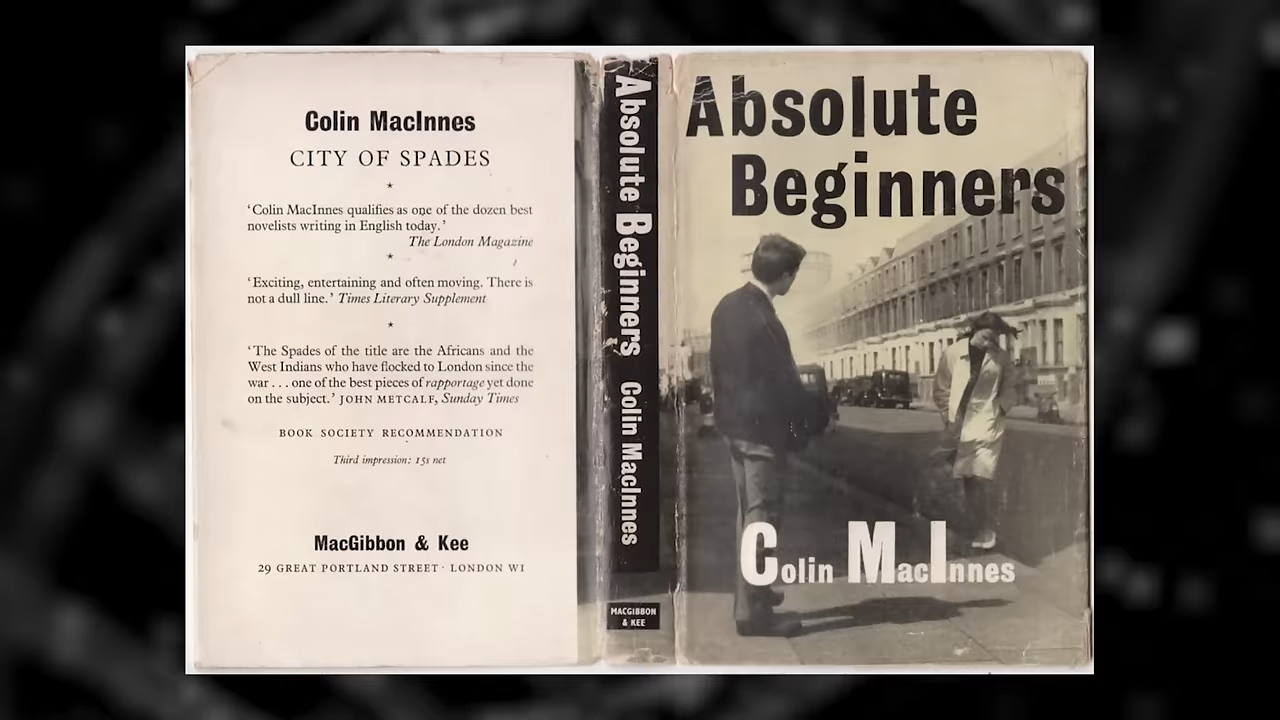 Colin MacInnes
CITY OF SPADES
*
‘Colin MacInnes qualifies as one of the dozen best
novelists writing in English today.’
The London Magazine
*
‘Exciting, entertaining and often moving. There is
not a dull line.’ Times Literary Supplement
*
‘The Spades of the title are the Africans and the
West Indians who have flocked to London since the
war . . . one of the best pieces of rapportage yet done
on the subject.’ JOHN METCALF, Sunday Times
BOOK SOCIETY RECOMMENDATION
Third impression: 15s net
MacGibbon & Kee
29 GREAT PORTLAND STREET · LONDON W1
Absolute Beginners Colin MacInnes
MACGIBBON
& KEE
Absolute
Beginners
Colin MacInnes